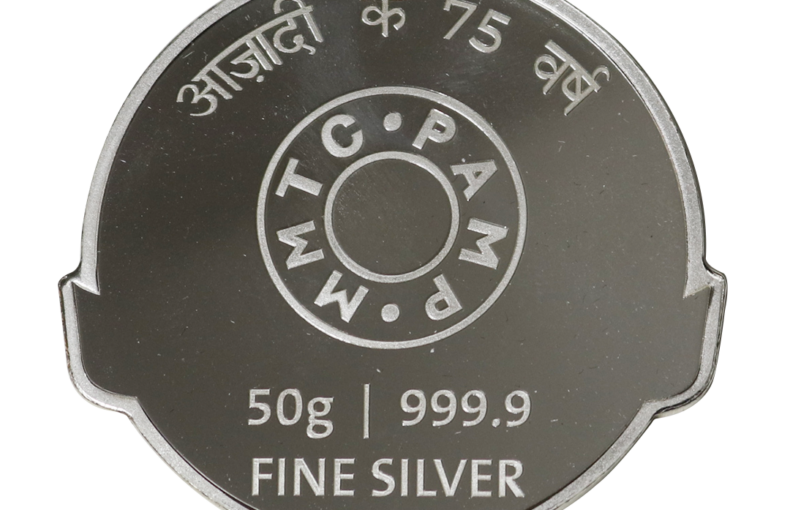 आज़ादी के 75 वर्ष
MMTC • PAMP •
50g | 999.9
FINE SILVER